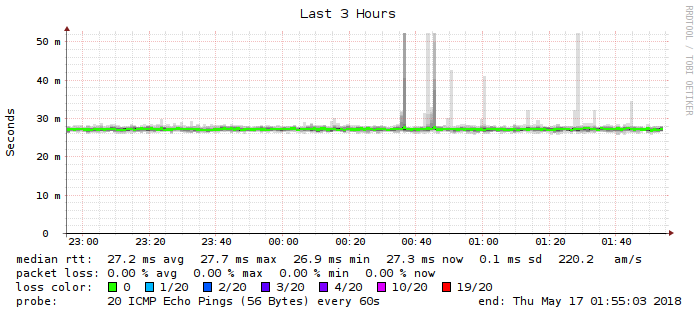 Last 3 Hours
RRDTOOL / TOBI OETIKER
Seconds
50 m
40 m
30 m
20 m
10 m
0
23:00 23:20 23:40 00:00 00:20 00:40 01:00 01:20 01:40
median rtt: 27.2 ms avg 27.7 ms max 26.9 ms min 27.3 ms now 0.1 ms sd 220.2 am/s
packet loss: 0.00 % avg 0.00 % max 0.00 % min 0.00 % now
loss color: 0 1/20 2/20 3/20 4/20 10/20 19/20
probe: 20 ICMP Echo Pings (56 Bytes) every 60s end: Thu May 17 01:55:03 2018